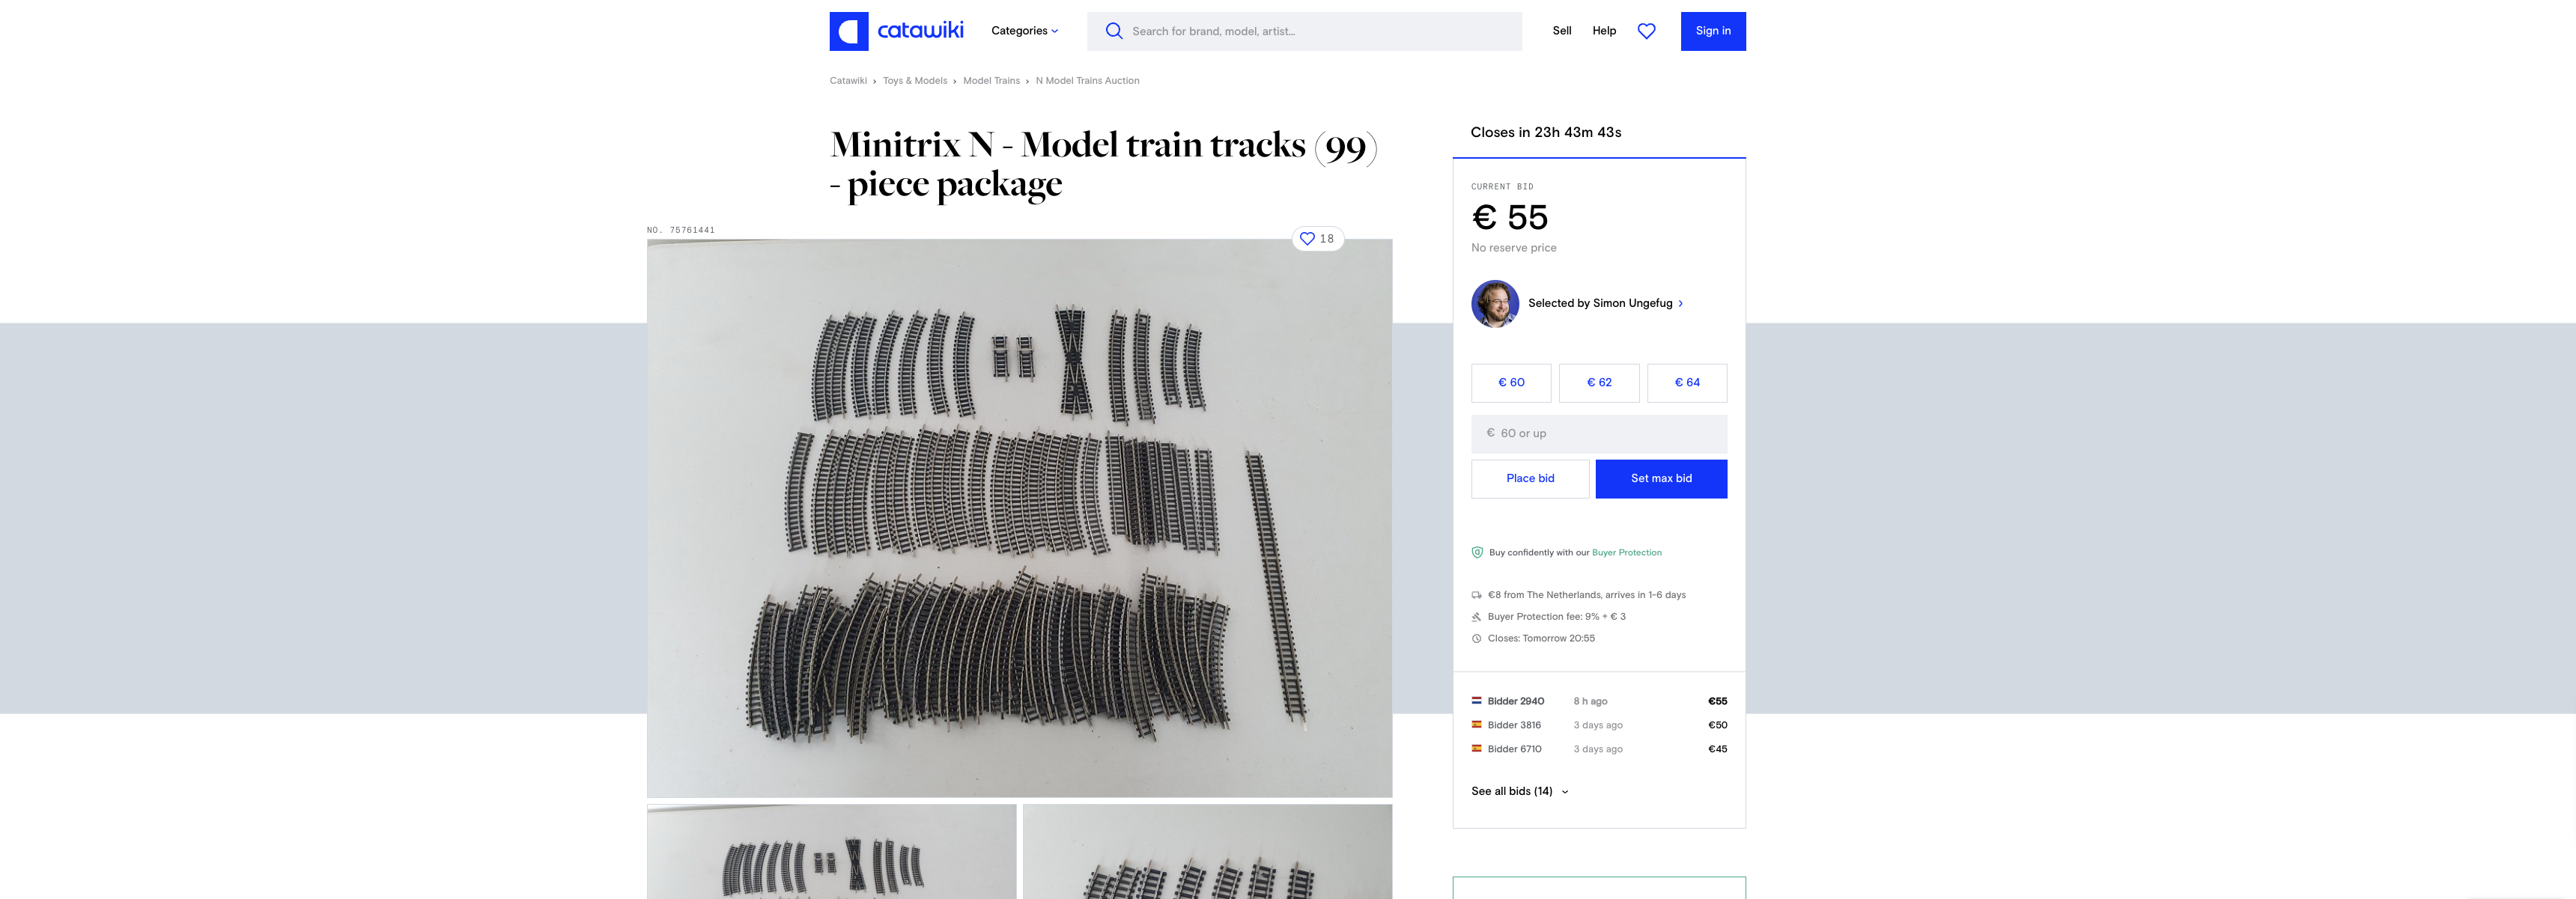 catawiki
Categories
Search for brand, model, artist...
Sell
Help
Sign in
Catawiki › Toys & Models › Model Trains › N Model Trains Auction
Minitrix N - Model train tracks (99)
- piece package
NO. 75761441
18
Closes in 23h 43m 43s
CURRENT BID
€ 55
No reserve price
Selected by Simon Ungefug ›
€ 60
€ 62
€ 64
€ 60 or up
Place bid
Set max bid
Buy confidently with our Buyer Protection
€8 from The Netherlands, arrives in 1-6 days
Buyer Protection fee: 9% + € 3
Closes: Tomorrow 20:55
Bidder 2940 8 h ago €55
Bidder 3816 3 days ago €50
Bidder 6710 3 days ago €45
See all bids (14)